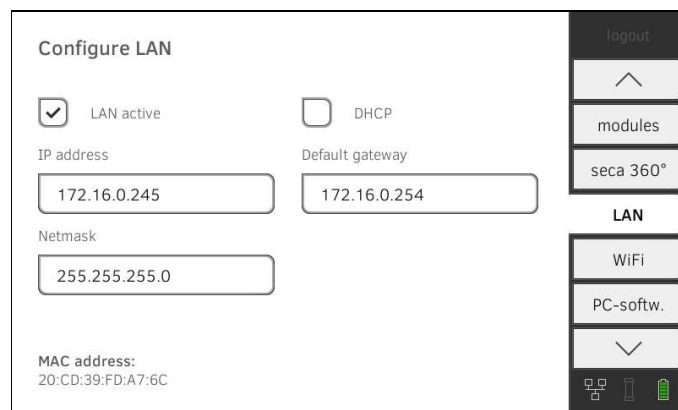 Configure LAN
LAN active
DHCP
IP address
Default gateway
172.16.0.245
172.16.0.254
Netmask
255.255.255.0
MAC address:
20:CD:39:FD:A7:6C
logout
modules
seca 360°
LAN
WiFi
PC-softw.